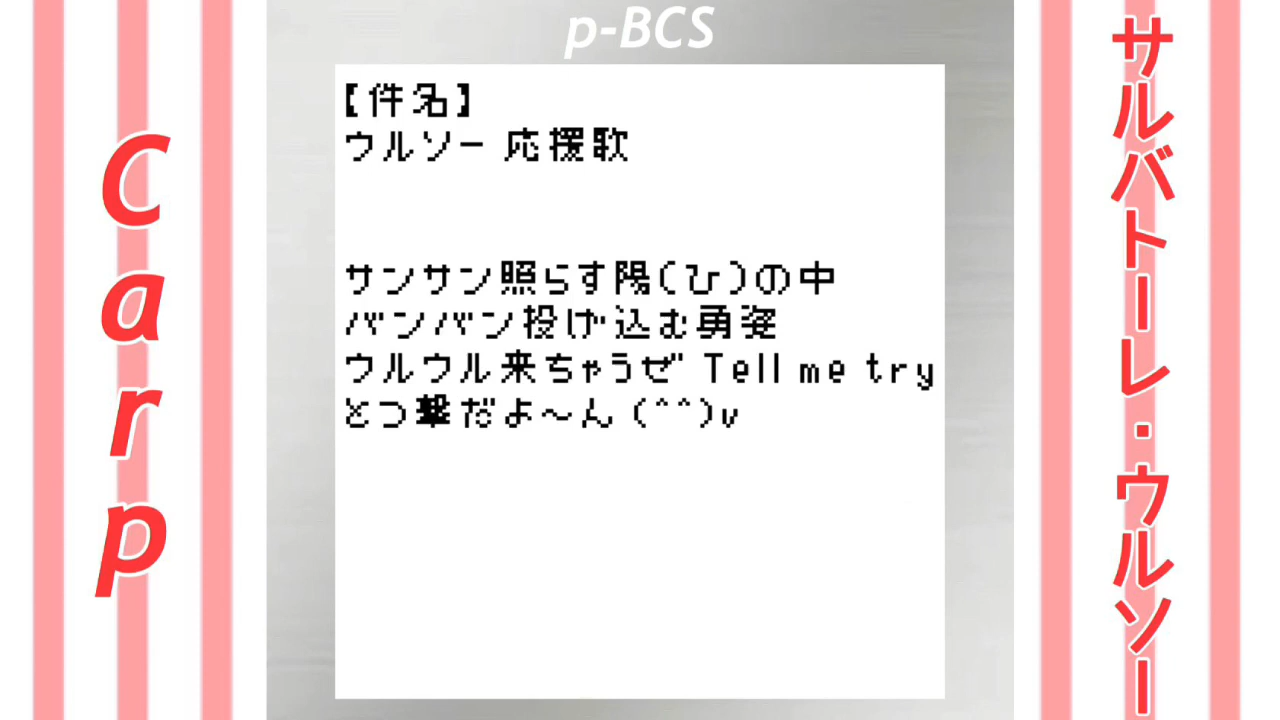 p-BCS
Carp
【件名】
ウルソー 応援歌
サンサン照らす陽(ひ)の中
バンバン投げ込む勇姿
ウルウル来ちゃうぜ Tell me try
とつ撃だよ〜ん (^^)v
サルバトーレ・ウルソー